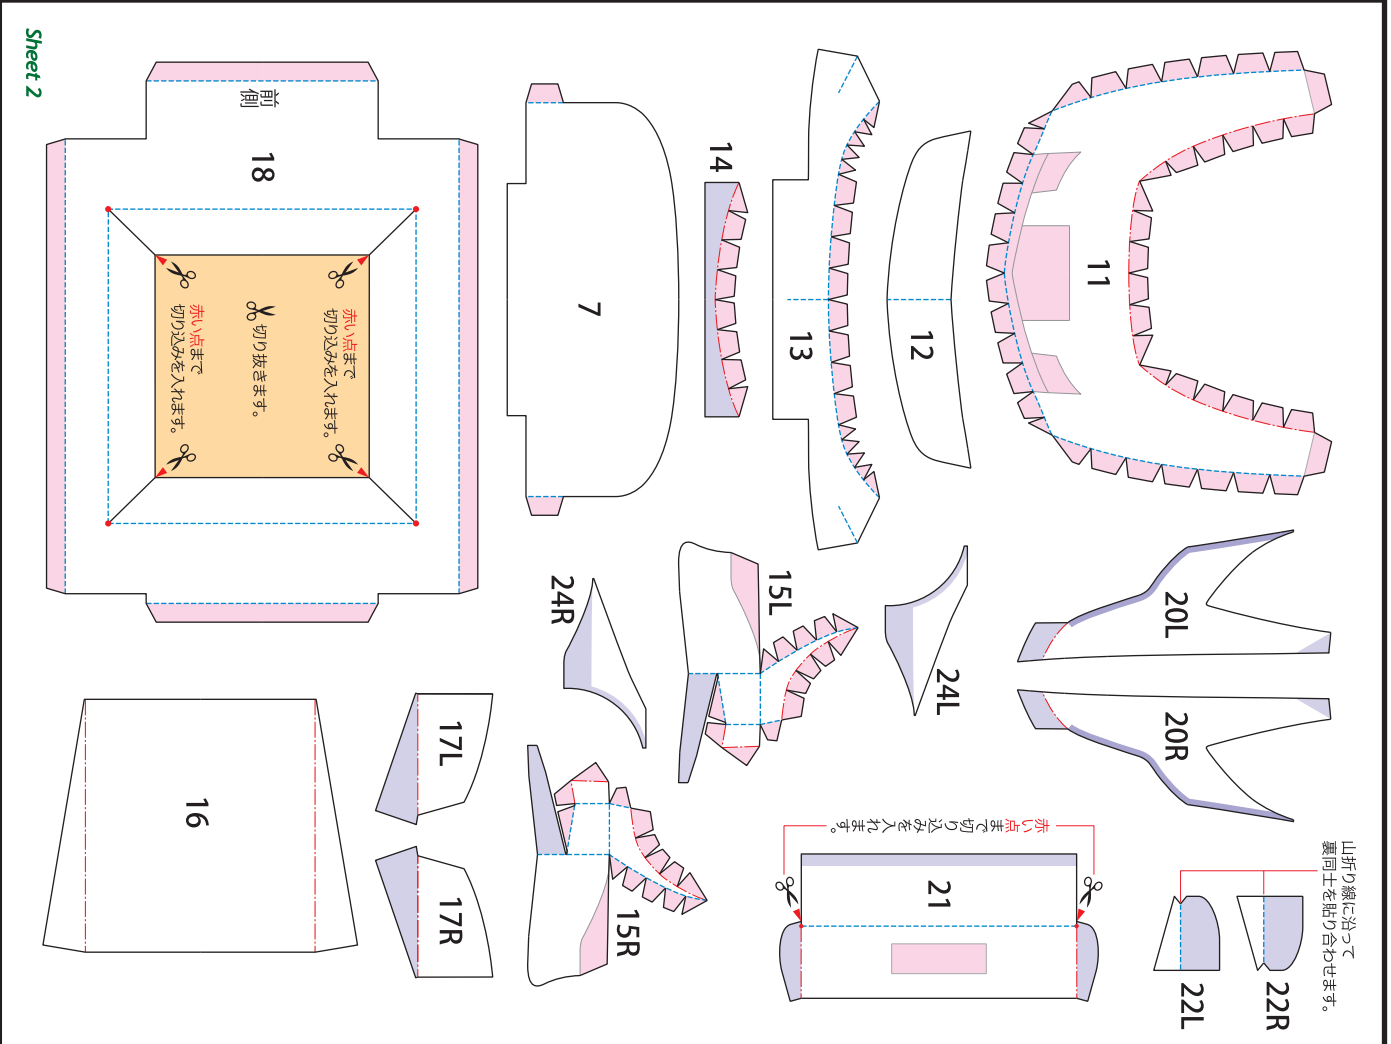 Sheet 2
前側
18
赤い点まで
切り込みを入れます。
切り抜きます。
赤い点まで
切り込みを入れます。
7
14
13
12
11
15L
24R
24L
20L
20R
16
17L
17R
15R
赤い点まで切り込みを入れます。
21
山折り線に沿って
裏同士を貼り合わせます。
22L
22R